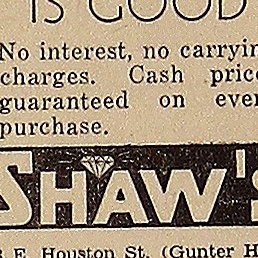 IS GOOD
No interest, no carryin
charges. Cash price
guaranteed on ever
purchase.
SHAW'S
E. Houston St. (Gunter H